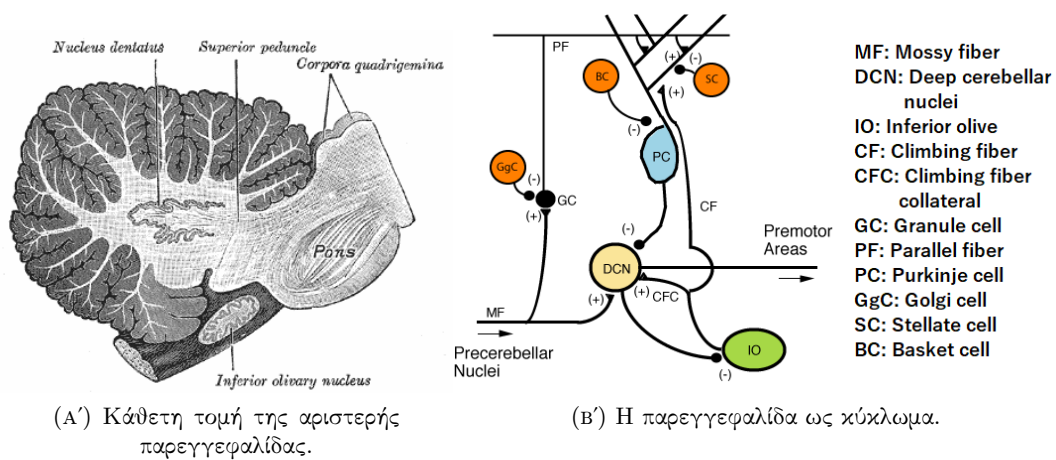 Nucleus dentatus
Superior peduncle
Corpora quadrigemina
Pons
Inferior olivary nucleus
(Αʹ) Κάθετη τομή της αριστερής
παρεγγεφαλίδας.
PF
(+)
(-)
BC
SC
(+)
(-)
PC
GgC
(-)
GC
(+)
CF
(-)
Premotor
Areas
DCN
(+)
(+)
CFC
MF
Precerebellar
Nuclei
IO
(-)
MF: Mossy fiber
DCN: Deep cerebellar
nuclei
IO: Inferior olive
CF: Climbing fiber
CFC: Climbing fiber
collateral
GC: Granule cell
PF: Parallel fiber
PC: Purkinje cell
GgC: Golgi cell
SC: Stellate cell
BC: Basket cell
(Βʹ) Η παρεγγεφαλίδα ως κύκλωμα.